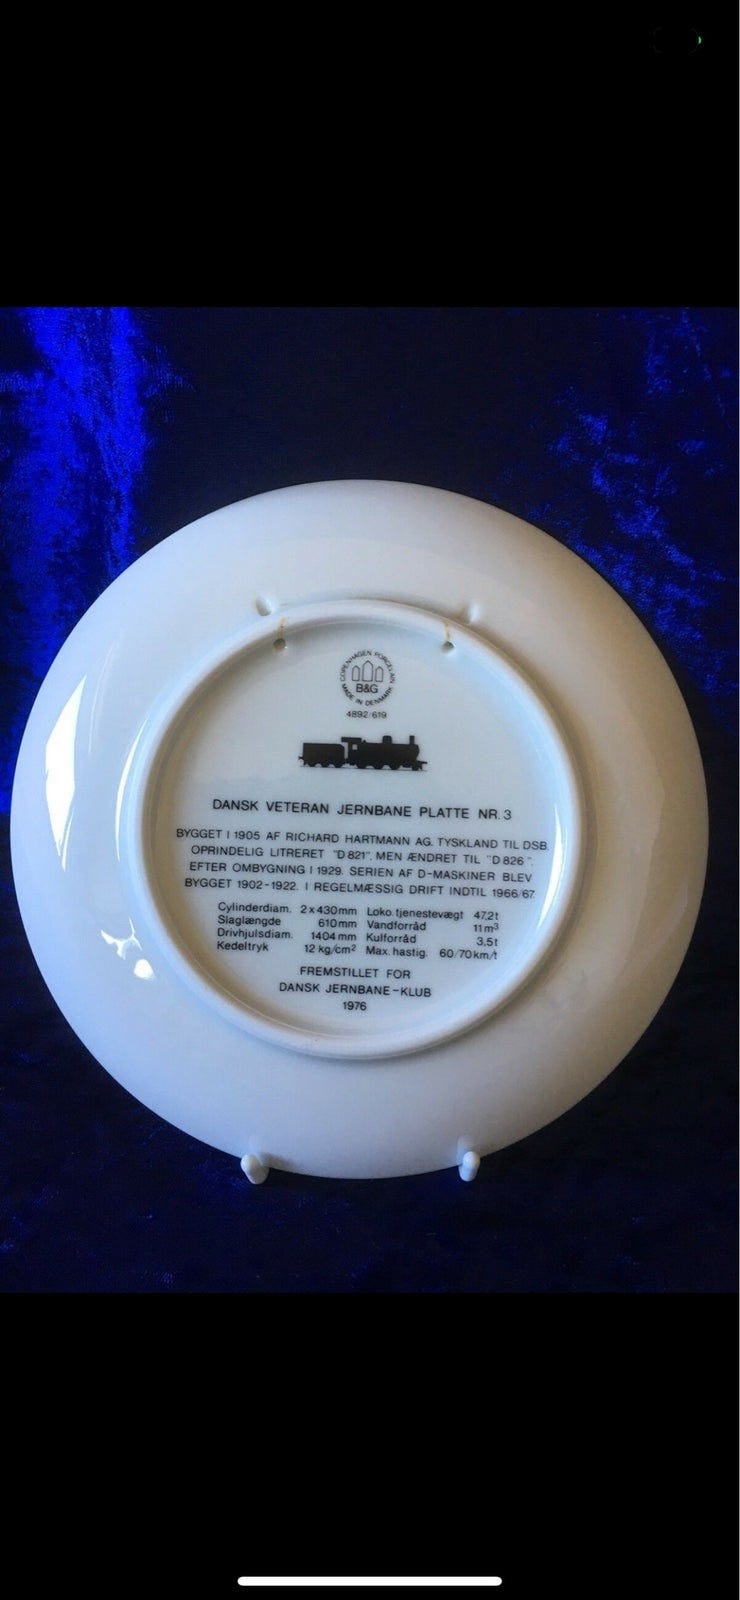 COPENHAGEN PORCELAIN
B&G
MADE IN DENMARK
4892/619
DANSK VETERAN JERNBANE PLATTE NR. 3
BYGGET I 1905 AF RICHARD HARTMANN AG. TYSKLAND TIL DSB.
OPRINDELIG LITRERET "D 821". MEN ÆNDRET TIL "D 826".
EFTER OMBYGNING I 1929. SERIEN AF D-MASKINER BLEV
BYGGET 1902-1922. I REGELMÆSSIG DRIFT INDTIL 1966/67.
Cylinderdiam. 2x430mm Loko.tjenestevægt 47,2t
Slaglængde 610mm Vandforråd 11m³
Drivhjulsdiam. 1404mm Kulforråd 3,5t
Kedeltryk 12 kg/cm² Max.hastig. 60/70km/t
FREMSTILLET FOR
DANSK JERNBANE-KLUB
1976